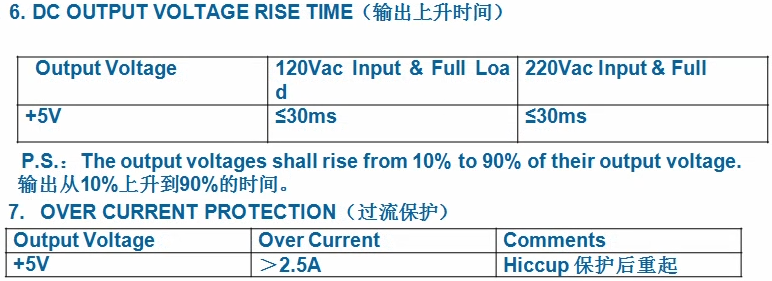 6. DC OUTPUT VOLTAGE RISE TIME（输出上升时间）
Output Voltage 120Vac Input & Full Loa 220Vac Input & Full
d
+5V ≤30ms ≤30ms
P.S.：The output voltages shall rise from 10% to 90% of their output voltage.
输出从10%上升到90%的时间。
7. OVER CURRENT PROTECTION（过流保护）
Output Voltage Over Current Comments
+5V ＞2.5A Hiccup 保护后重起